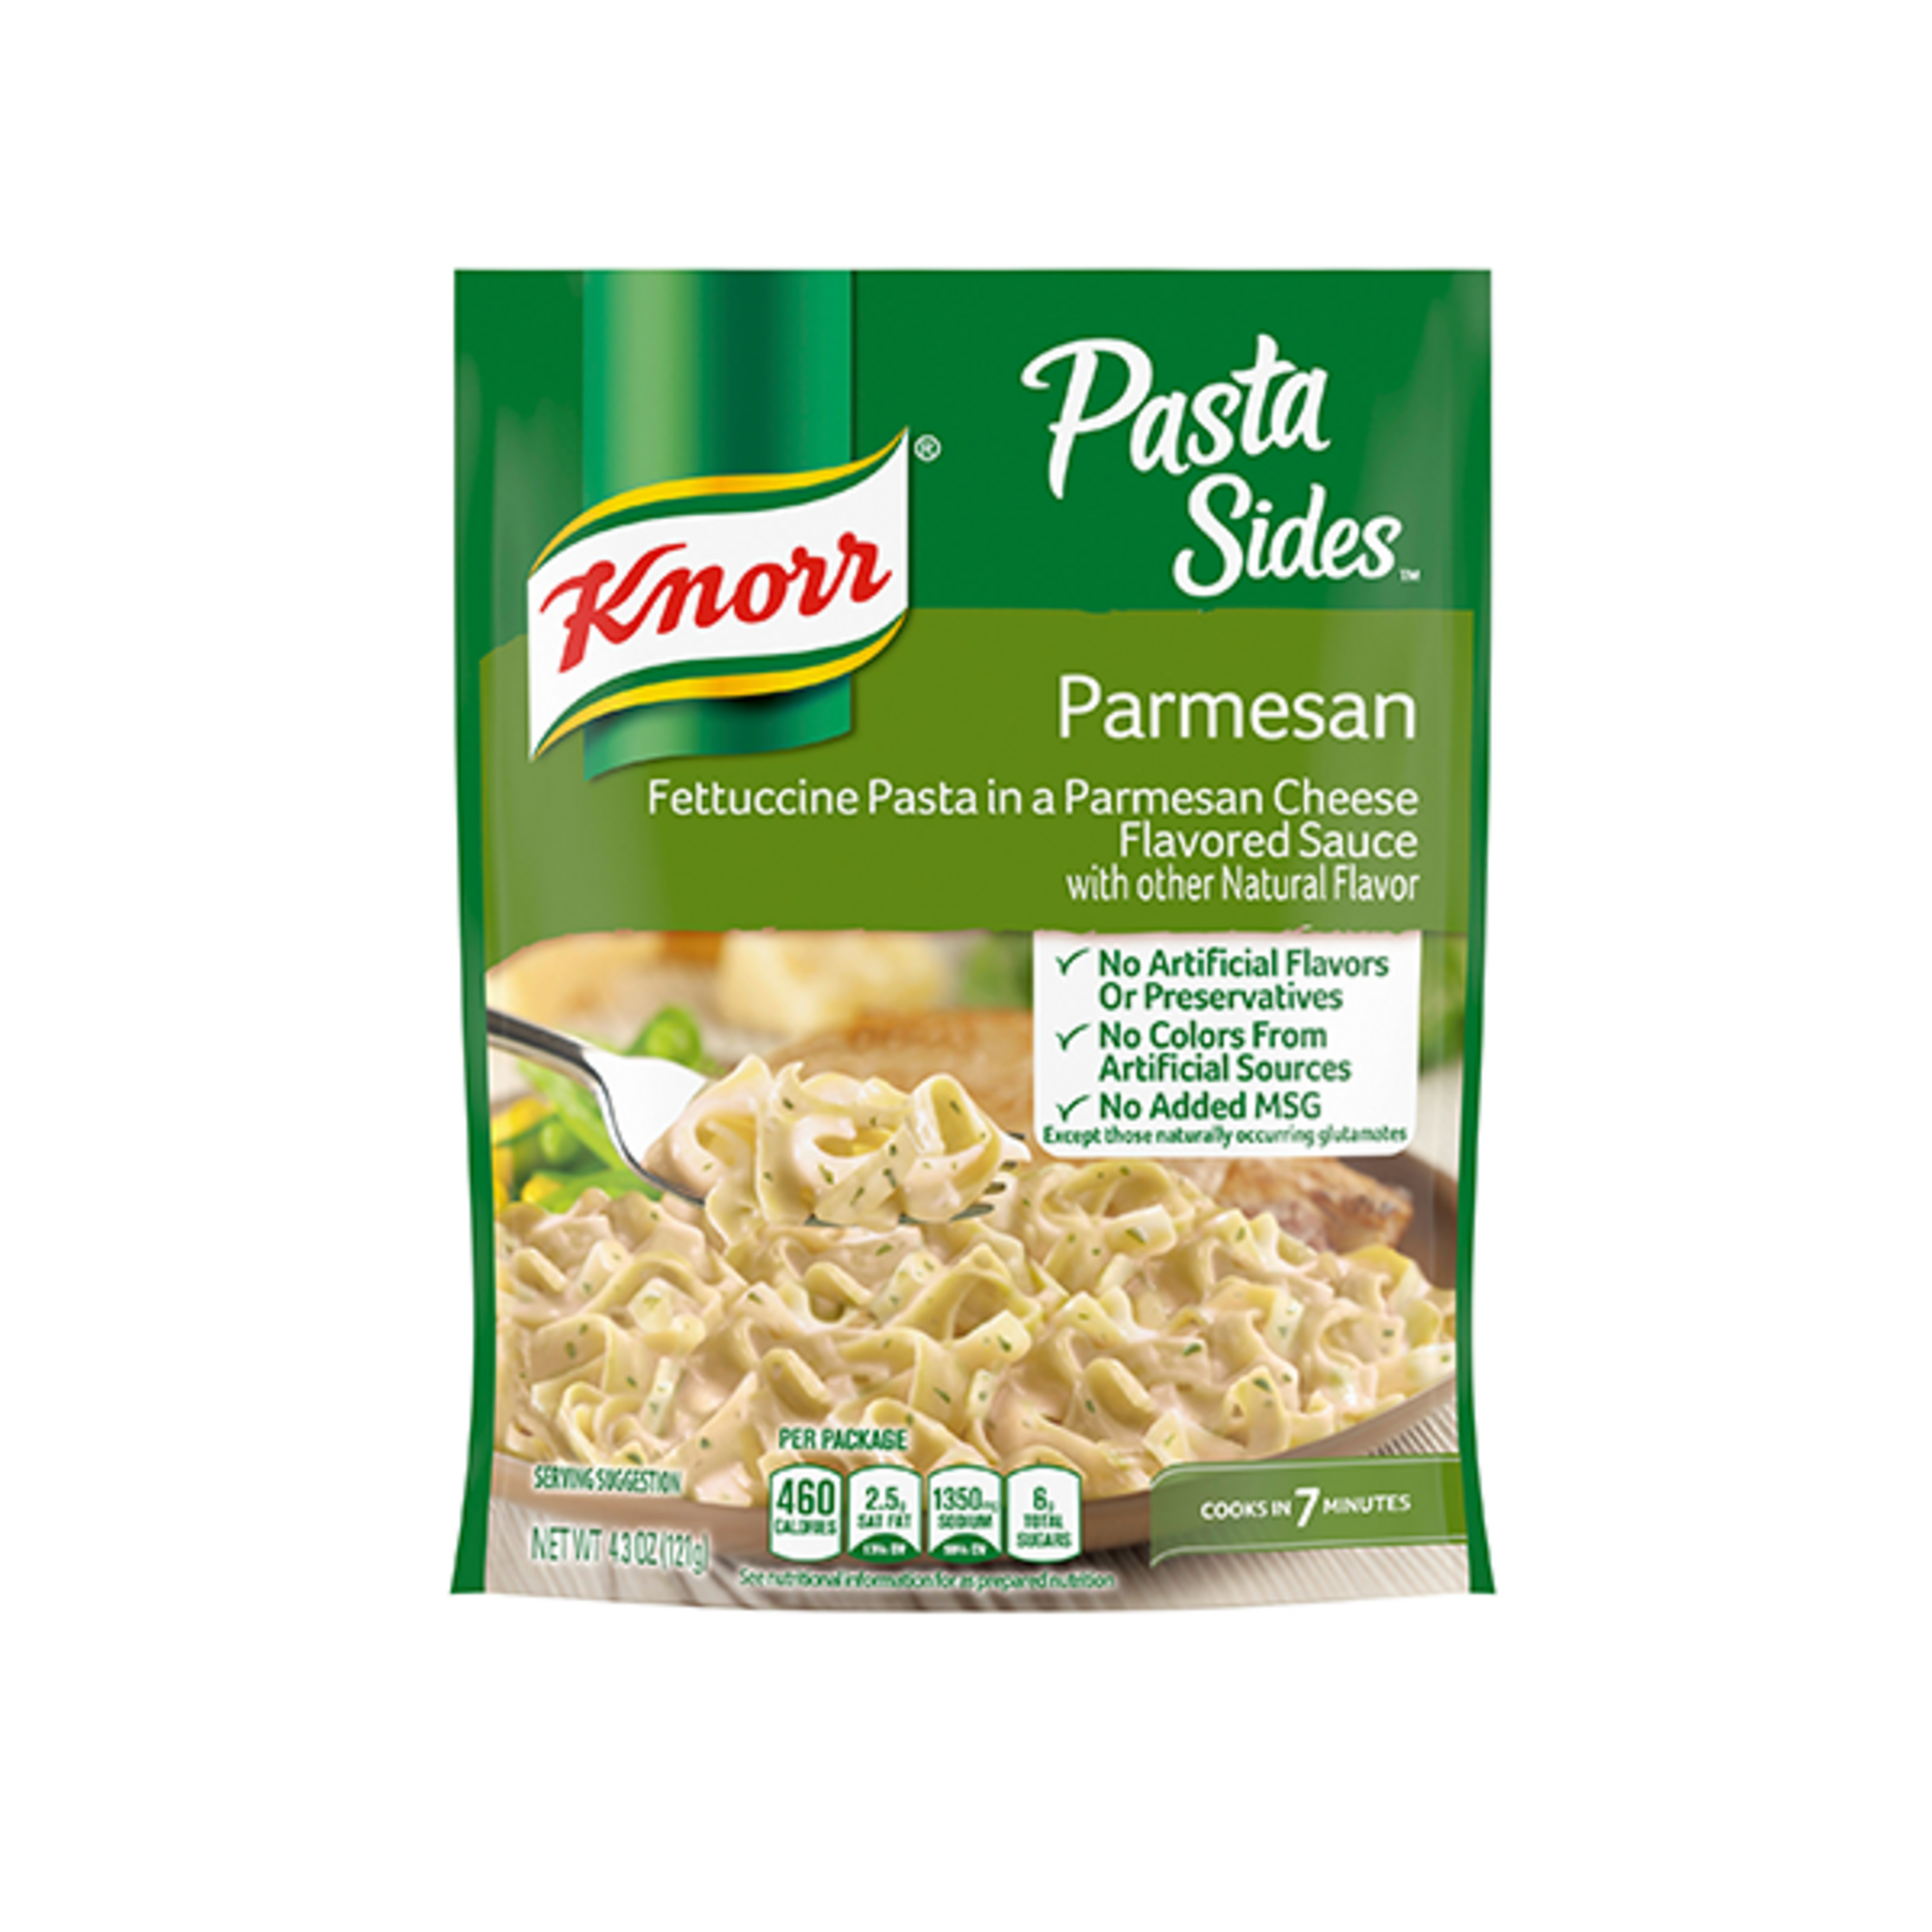 Knorr®
Pasta
Sides™
Parmesan
Fettuccine Pasta in a Parmesan Cheese
Flavored Sauce
with other Natural Flavor
✓ No Artificial Flavors
Or Preservatives
✓ No Colors From
Artificial Sources
✓ No Added MSG
Except those naturally occurring glutamates
PER PACKAGE
460
CALORIES
2.5g
SAT FAT
13% DV
1350mg
SODIUM
TOTAL
SUGARS
SERVING SUGGESTION
NET WT 4.3 OZ (121g)
See nutritional information for as prepared nutrition
COOKS IN 7 MINUTES